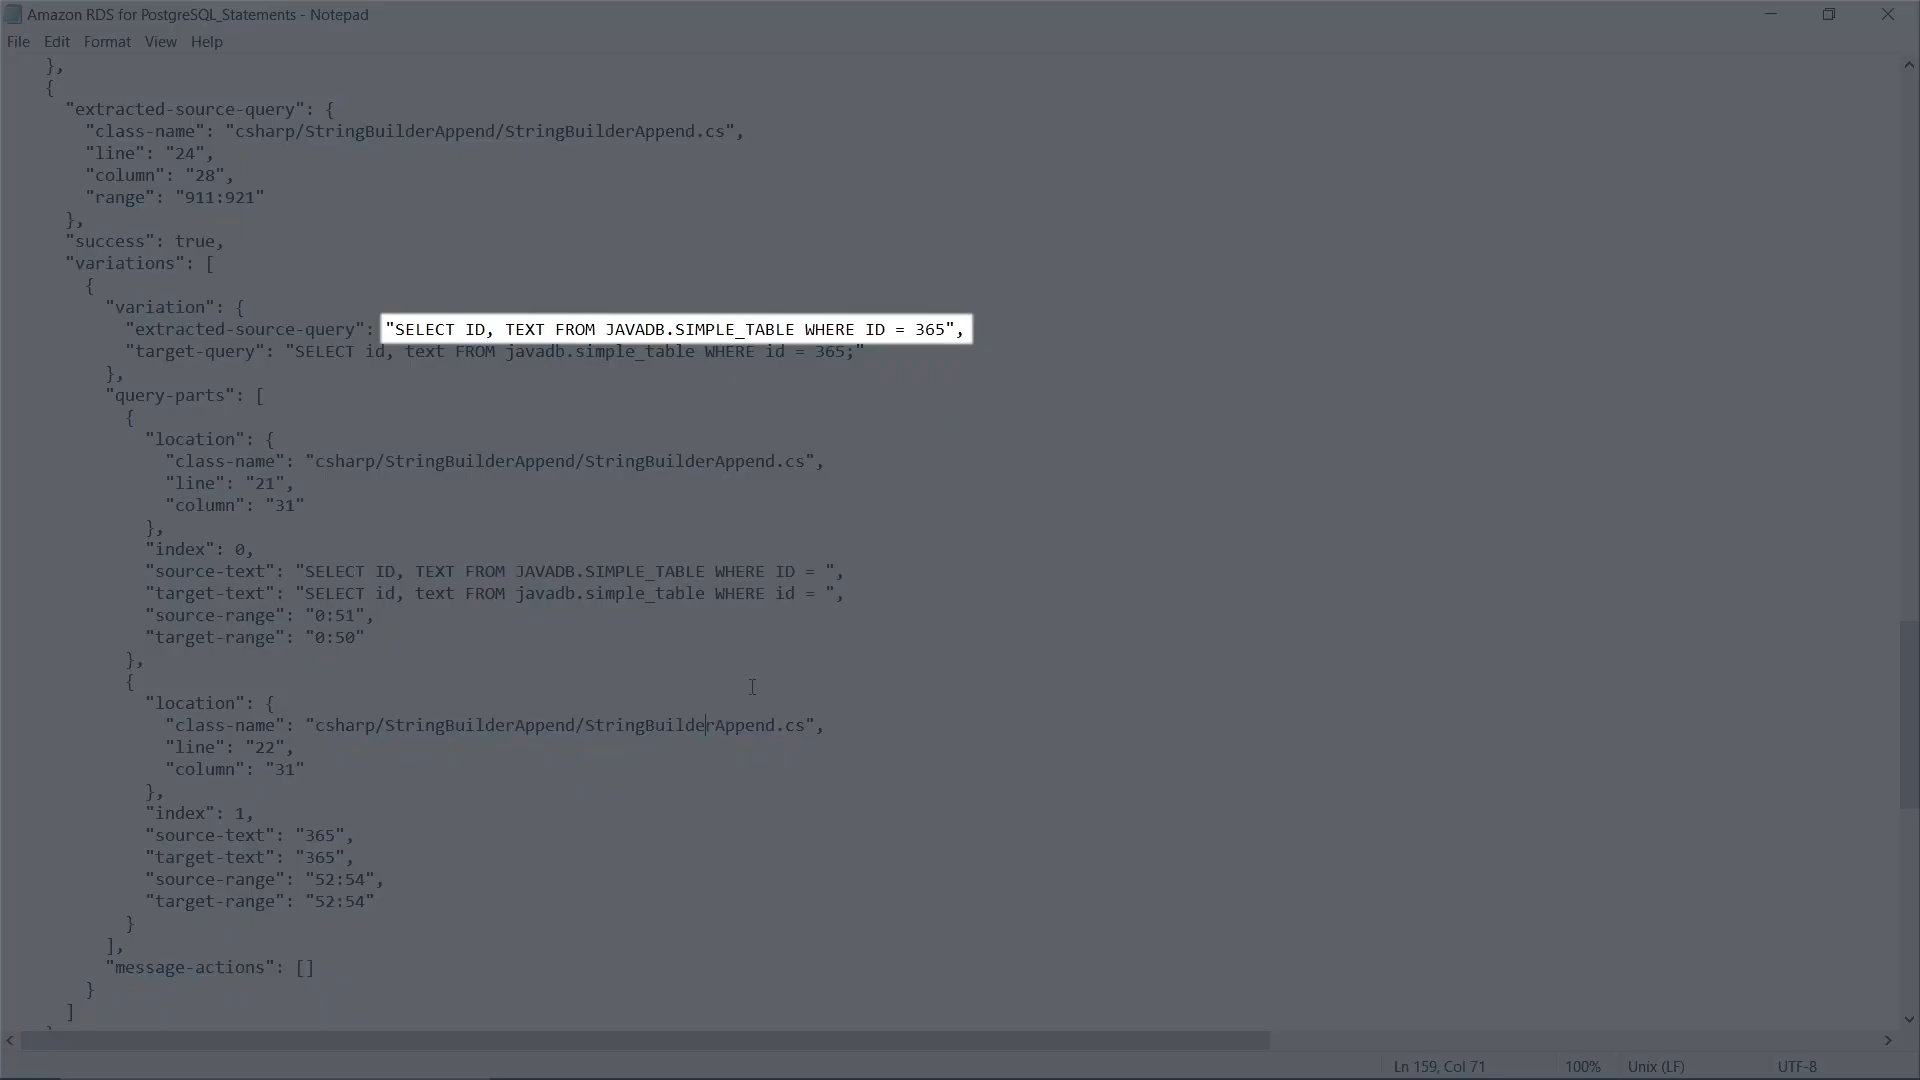 Amazon RDS for PostgreSQL_Statements - Notepad
File Edit Format View Help
},
{
"extracted-source-query": {
"class-name": "csharp/StringBuilderAppend/StringBuilderAppend.cs",
"line": "24",
"column": "28",
"range": "911:921"
},
"success": true,
"variations": [
{
"variation": {
"extracted-source-query": "SELECT ID, TEXT FROM JAVADB.SIMPLE_TABLE WHERE ID = 365",
"target-query": "SELECT id, text FROM javadb.simple_table WHERE id = 365;"
},
"query-parts": [
{
"location": {
"class-name": "csharp/StringBuilderAppend/StringBuilderAppend.cs",
"line": "21",
"column": "31"
},
"index": 0,
"source-text": "SELECT ID, TEXT FROM JAVADB.SIMPLE_TABLE WHERE ID = ",
"target-text": "SELECT id, text FROM javadb.simple_table WHERE id = ",
"source-range": "0:51",
"target-range": "0:50"
},
{
"location": {
"class-name": "csharp/StringBuilderAppend/StringBuilderAppend.cs",
"line": "22",
"column": "31"
},
"index": 1,
"source-text": "365",
"target-text": "365",
"source-range": "52:54",
"target-range": "52:54"
}
],
"message-actions": []
}
]
Ln 159, Col 71 100% Unix (LF) UTF-8